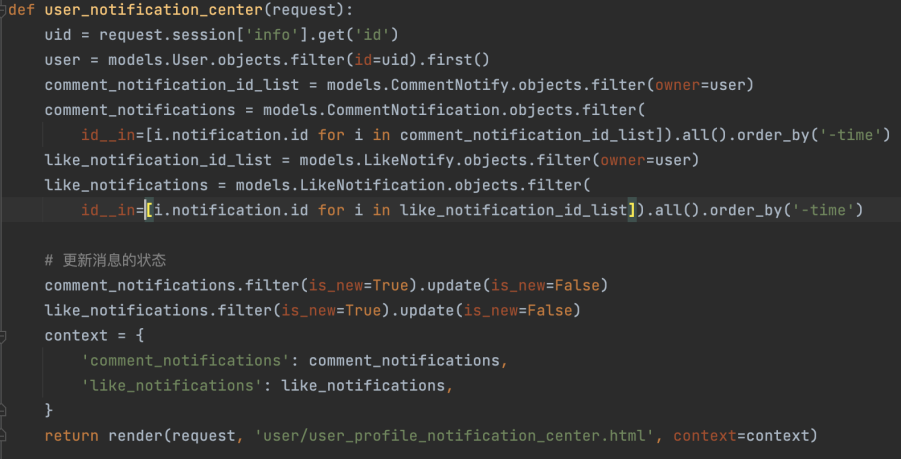 def user_notification_center(request):
    uid = request.session['info'].get('id')
    user = models.User.objects.filter(id=uid).first()
    comment_notification_id_list = models.CommentNotify.objects.filter(owner=user)
    comment_notifications = models.CommentNotification.objects.filter(
        id__in=[i.notification.id for i in comment_notification_id_list]).all().order_by('-time')
    like_notification_id_list = models.LikeNotify.objects.filter(owner=user)
    like_notifications = models.LikeNotification.objects.filter(
        id__in=[i.notification.id for i in like_notification_id_list]).all().order_by('-time')

    # 更新消息的状态
    comment_notifications.filter(is_new=True).update(is_new=False)
    like_notifications.filter(is_new=True).update(is_new=False)
    context = {
        'comment_notifications': comment_notifications,
        'like_notifications': like_notifications,
    }
    return render(request, 'user/user_profile_notification_center.html', context=context)